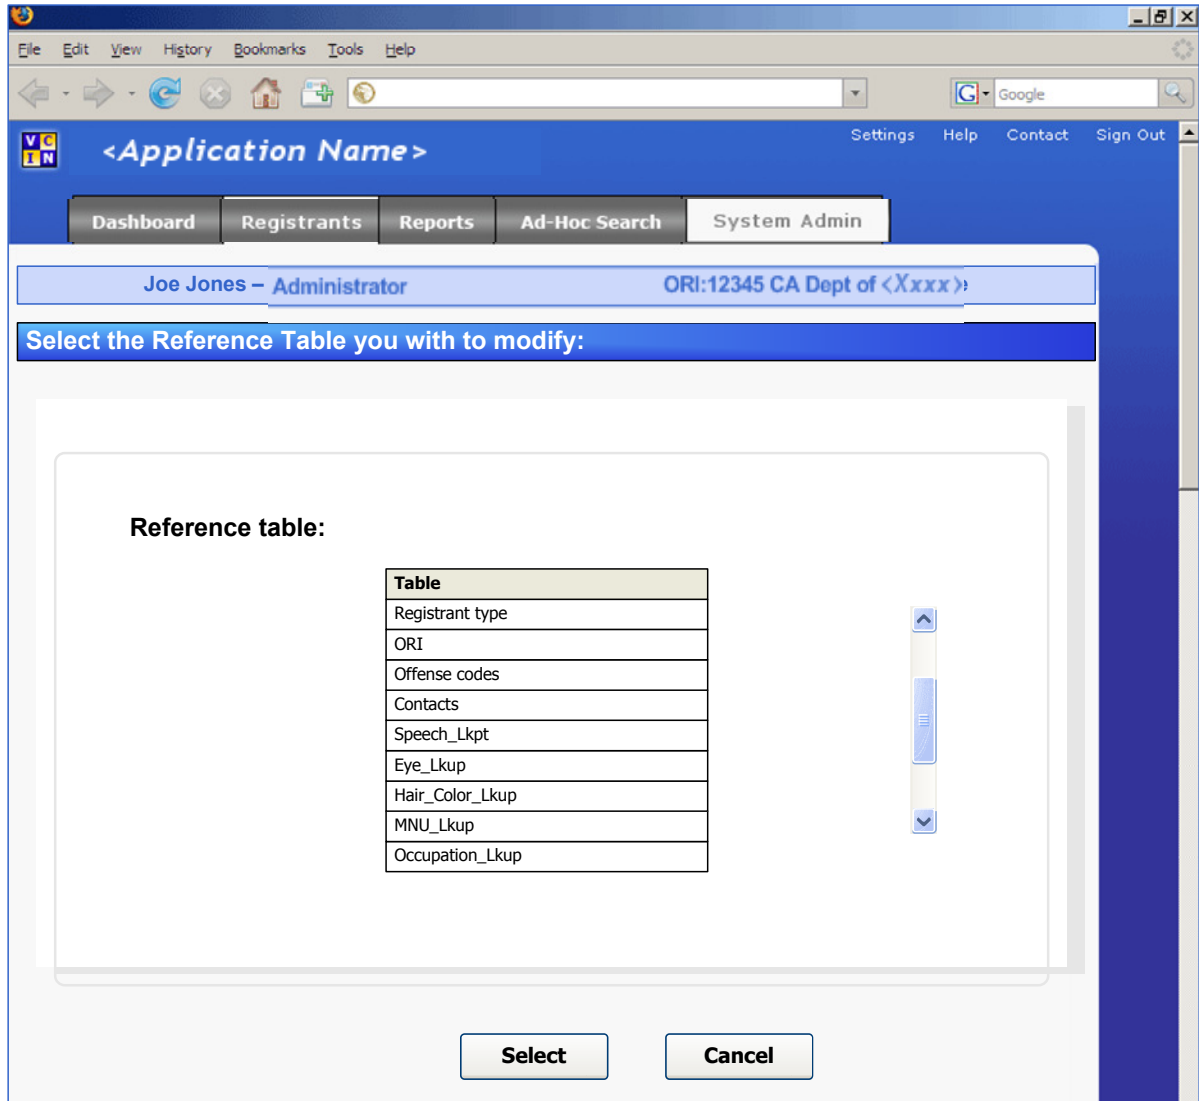 File Edit View History Bookmarks Tools Help
G Google
VCIN
<Application Name>
Settings Help Contact Sign Out
Dashboard Registrants Reports Ad-Hoc Search System Admin
Joe Jones – Administrator ORI:12345 CA Dept of <Xxxx>
Select the Reference Table you with to modify:
Reference table:
Table
Registrant type
ORI
Offense codes
Contacts
Speech_Lkpt
Eye_Lkup
Hair_Color_Lkup
MNU_Lkup
Occupation_Lkup
Select Cancel